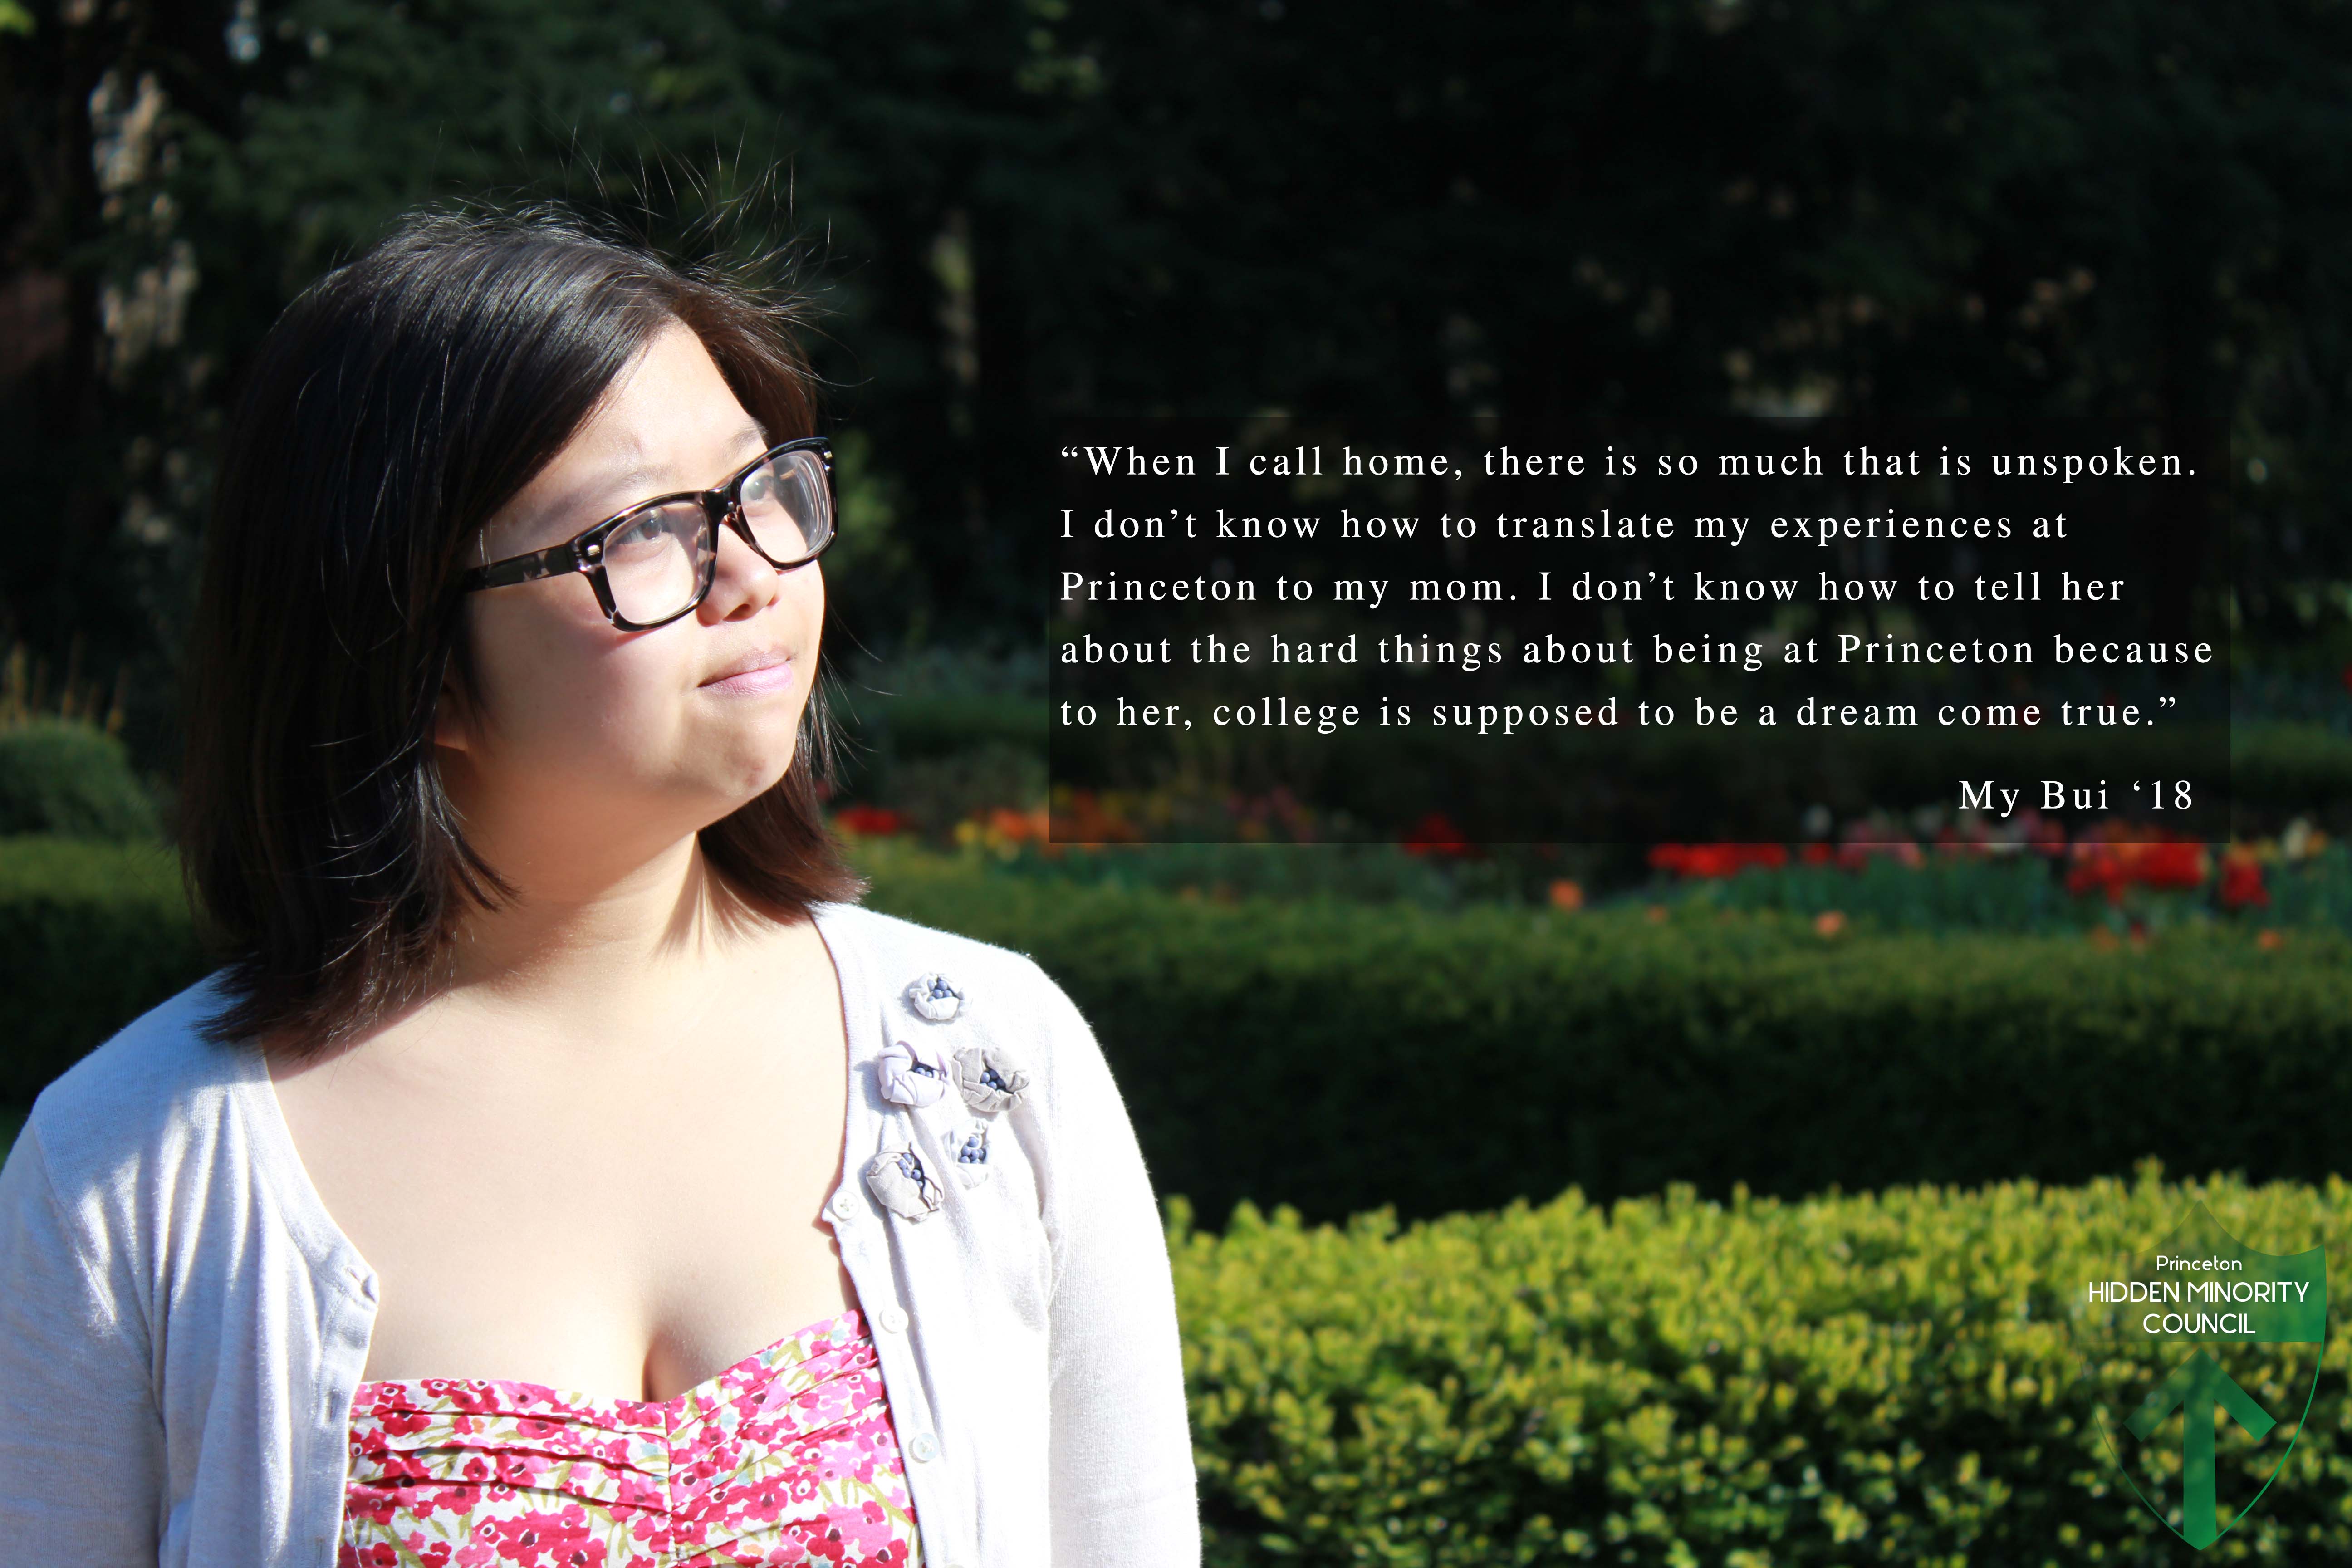 “When I call home, there is so much that is unspoken.
I don’t know how to translate my experiences at
Princeton to my mom. I don’t know how to tell her
about the hard things about being at Princeton because
to her, college is supposed to be a dream come true.”
My Bui ‘18
Princeton
HIDDEN MINORITY
COUNCIL